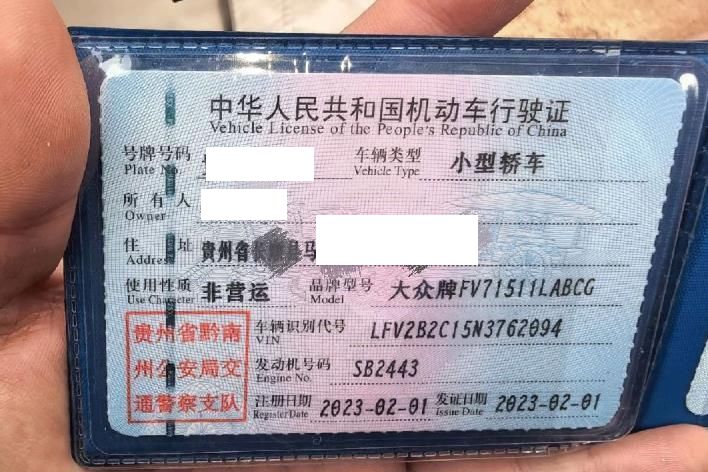 中华人民共和国机动车行驶证
Vehicle License of the People's Republic of China
号牌号码 车辆类型 小型轿车
Plate No. Vehicle Type
所有人
Owner
住址 贵州省 马
Address
使用性质 非营运 品牌型号 大众牌FV71511LABCG
Use Character Model
贵州省黔南 车辆识别代号 LFV2B2C15N3762094
VIN
州公安局交 发动机号码 SB2443
Engine No.
通警察支队 注册日期 2023-02-01 发证日期 2023-02-01
Register Date Issue Date